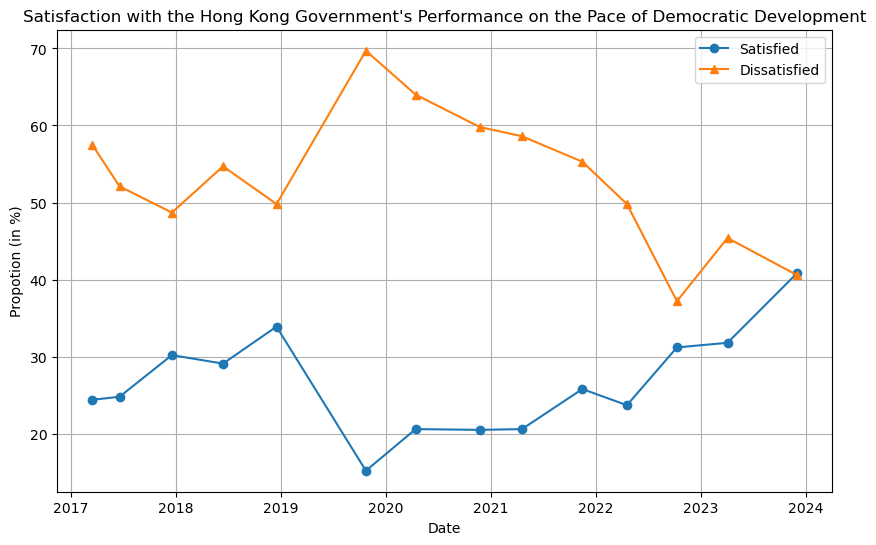 Satisfaction with the Hong Kong Government's Performance on the Pace of Democratic Development
Satisfied
Dissatisfied
Propotion (in %)
70
60
50
40
30
20
2017 2018 2019 2020 2021 2022 2023 2024
Date